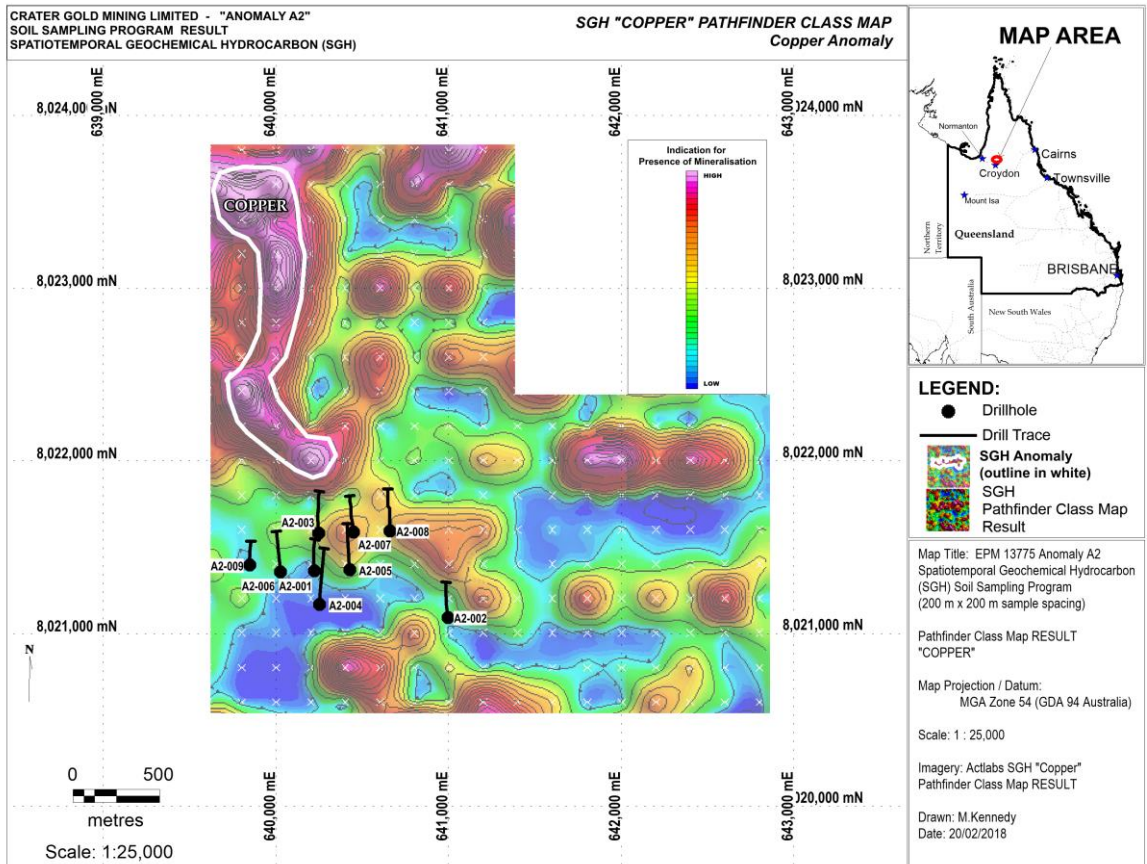 CRATER GOLD MINING LIMITED - "ANOMALY A2"
SOIL SAMPLING PROGRAM RESULT
SPATIOTEMPORAL GEOCHEMICAL HYDROCARBON (SGH)
SGH "COPPER" PATHFINDER CLASS MAP
Copper Anomaly
639,000 mE
640,000 mE
641,000 mE
642,000 mE
643,000 mE
8,024,000 mN
8,024,000 mN
Indication for
Presence of Mineralisation
HIGH
LOW
COPPER
8,023,000 mN
8,023,000 mN
8,022,000 mN
8,022,000 mN
A2-003
A2-007
A2-008
A2-009
A2-006
A2-001
A2-005
A2-004
A2-002
8,021,000 mN
8,021,000 mN
N
0 500
metres
Scale: 1:25,000
640,000 mE
641,000 mE
642,000 mE
643,000 mE
020,000 mN
MAP AREA
Normanton
Croydon
Cairns
Townsville
Mount Isa
Northern
Territory
Queensland
BRISBANE
South Australia
New South Wales
LEGEND:
Drillhole
Drill Trace
SGH Anomaly
(outline in white)
SGH
Pathfinder Class Map
Result
Map Title: EPM 13775 Anomaly A2
Spatiotemporal Geochemical Hydrocarbon
(SGH) Soil Sampling Program
(200 m x 200 m sample spacing)
Pathfinder Class Map RESULT
"COPPER"
Map Projection / Datum:
MGA Zone 54 (GDA 94 Australia)
Scale: 1 : 25,000
Imagery: Actlabs SGH "Copper"
Pathfinder Class Map RESULT
Drawn: M.Kennedy
Date: 20/02/2018